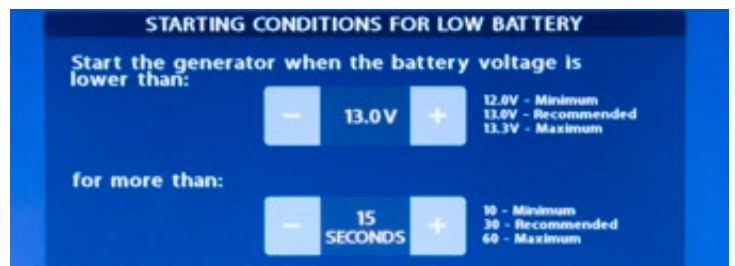 STARTING CONDITIONS FOR LOW BATTERY
Start the generator when the battery voltage is
lower than:
- 13.0V +
12.0V - Minimum
13.0V - Recommended
13.3V - Maximum
for more than:
- 15 SECONDS +
10 - Minimum
30 - Recommended
60 - Maximum